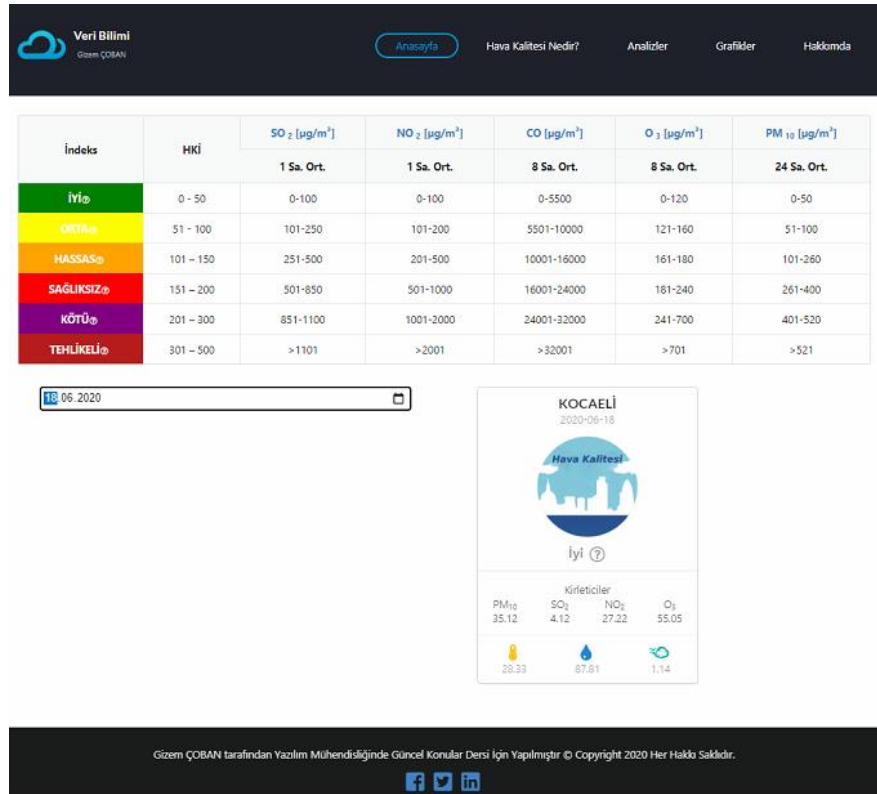 Veri Bilimi
Gizem ÇOBAN
Anasayfa Hava Kalitesi Nedir? Analizler Grafikler Hakkımda
İndeks HKİ SO 2 [µg/m³] NO 2 [µg/m³] CO [µg/m³] O 3 [µg/m³] PM 10 [µg/m³]
1 Sa. Ort. 1 Sa. Ort. 8 Sa. Ort. 8 Sa. Ort. 24 Sa. Ort.
İYİ 0 - 50 0-100 0-100 0-5500 0-120 0-50
ORTA 51 - 100 101-250 101-200 5501-10000 121-160 51-100
HASSAS 101 – 150 251-500 201-500 10001-16000 161-180 101-260
SAĞLIKSIZ 151 – 200 501-850 501-1000 16001-24000 181-240 261-400
KÖTÜ 201 – 300 851-1100 1001-2000 24001-32000 241-700 401-520
TEHLİKELİ 301 – 500 >1101 >2001 >32001 >701 >521
18.06.2020
KOCAELİ
2020-06-18
Hava Kalitesi
İyi ?
Kirleticiler
PM10 SO2 NO2 O3
35.12 4.12 27.22 55.05
28.33 87.81 1.14
Gizem ÇOBAN tarafından Yazılım Mühendisliğinde Güncel Konular Dersi İçin Yapılmıştır © Copyright 2020 Her Hakkı Saklıdır.